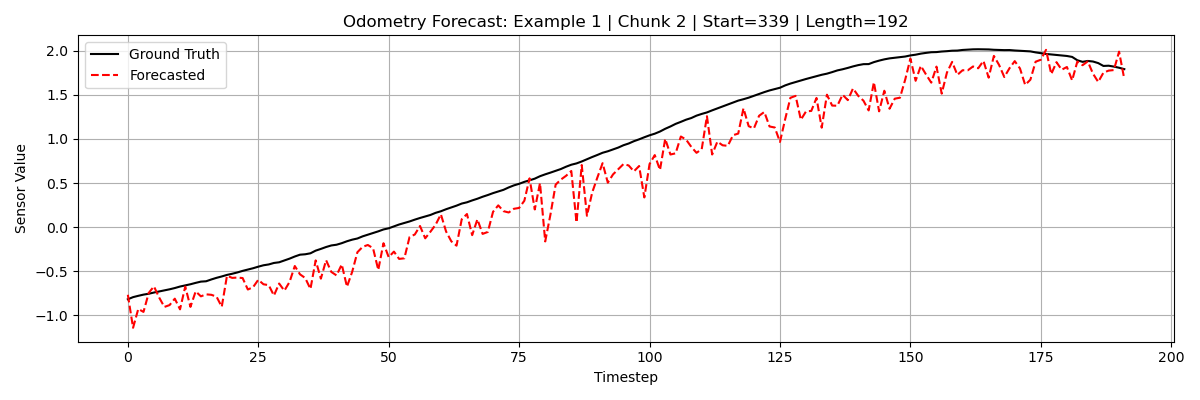 Odometry Forecast: Example 1 | Chunk 2 | Start=339 | Length=192
Ground Truth
Forecasted
2.0
1.5
1.0
0.5
0.0
−0.5
−1.0
Sensor Value
0 25 50 75 100 125 150 175 200
Timestep